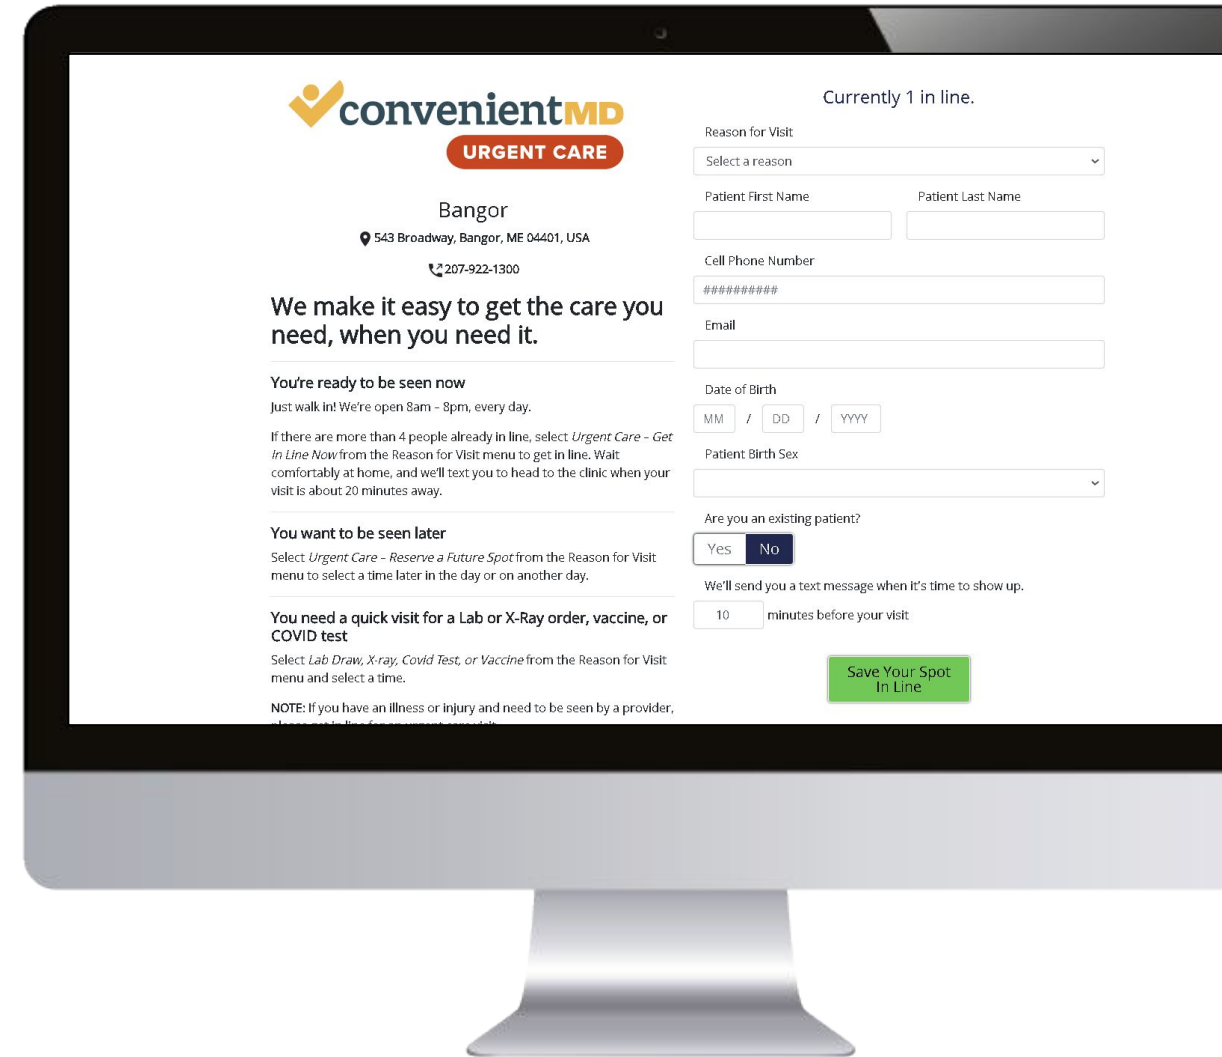 convenientMD
URGENT CARE
Bangor
543 Broadway, Bangor, ME 04401, USA
207-922-1300
We make it easy to get the care you
need, when you need it.
You're ready to be seen now
Just walk in! We're open 8am – 8pm, every day.
If there are more than 4 people already in line, select Urgent Care – Get
In Line Now from the Reason for Visit menu to get in line. Wait
comfortably at home, and we'll text you to head to the clinic when your
visit is about 20 minutes away.
You want to be seen later
Select Urgent Care – Reserve a Future Spot from the Reason for Visit
menu to select a time later in the day or on another day.
You need a quick visit for a Lab or X-Ray order, vaccine, or
COVID test
Select Lab Draw, X-ray, Covid Test, or Vaccine from the Reason for Visit
menu and select a time.
NOTE: If you have an illness or injury and need to be seen by a provider,
please get in line for an urgent care visit
Currently 1 in line.
Reason for Visit
Select a reason
Patient First Name Patient Last Name
Cell Phone Number
##########
Email
Date of Birth
MM / DD / YYYY
Patient Birth Sex
Are you an existing patient?
Yes No
We'll send you a text message when it's time to show up.
10 minutes before your visit
Save Your Spot
In Line